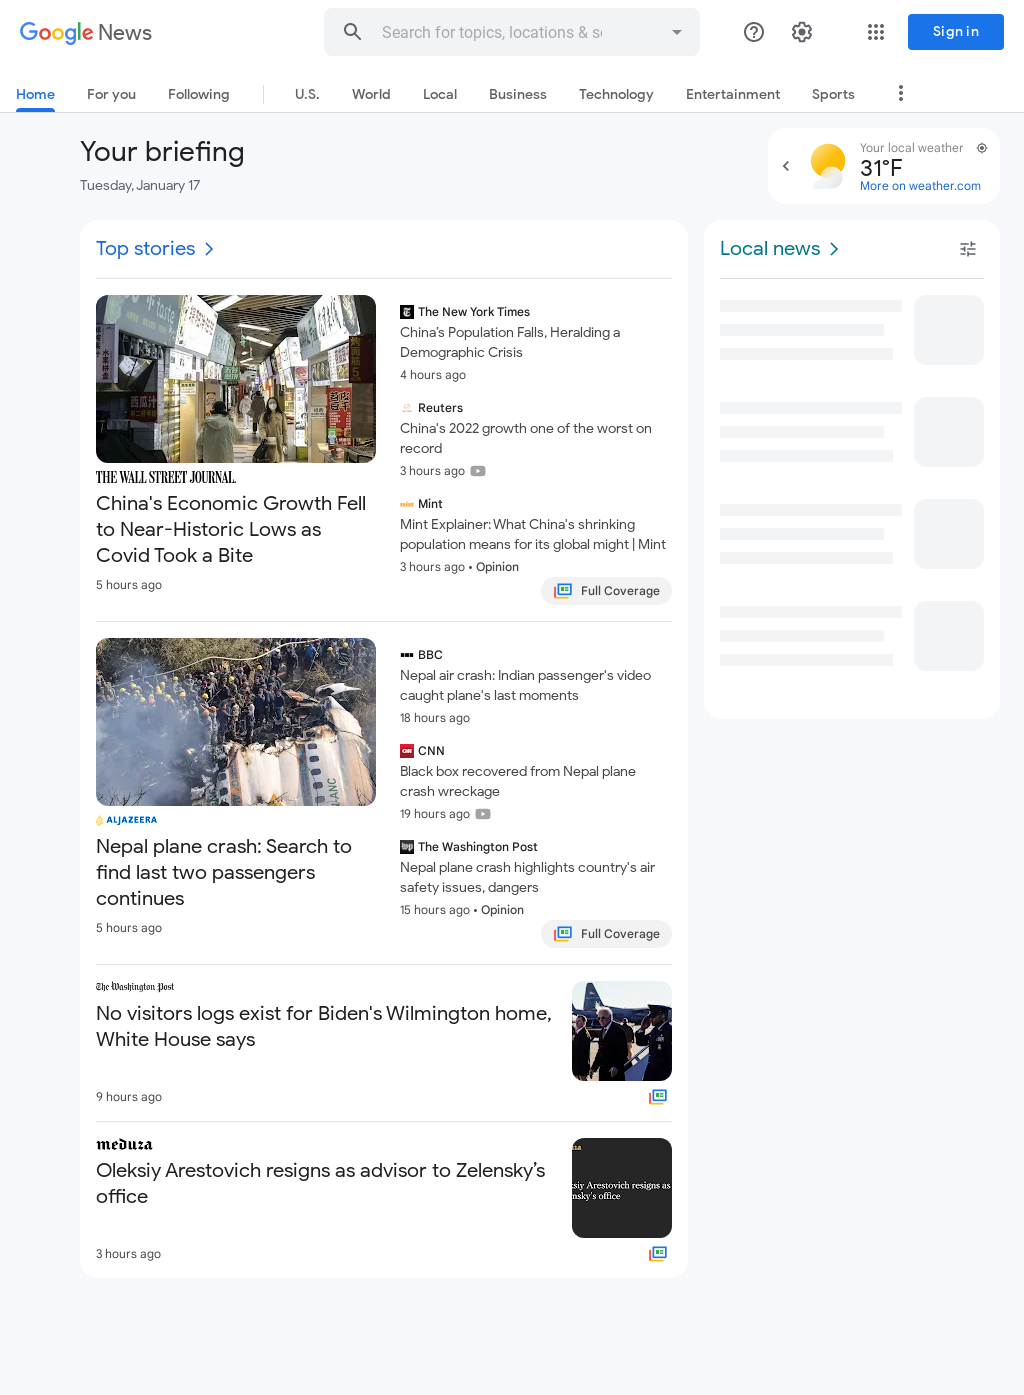 Google News
Search for topics, locations & so
Sign in
Home
For you
Following
U.S.
World
Local
Business
Technology
Entertainment
Sports
Your briefing
Tuesday, January 17
Your local weather
31°F
More on weather.com
Top stories
THE WALL STREET JOURNAL.
China's Economic Growth Fell
to Near-Historic Lows as
Covid Took a Bite
5 hours ago
The New York Times
China's Population Falls, Heralding a
Demographic Crisis
4 hours ago
Reuters
China's 2022 growth one of the worst on
record
3 hours ago
Mint
Mint Explainer: What China's shrinking
population means for its global might | Mint
3 hours ago • Opinion
Full Coverage
ALJAZEERA
Nepal plane crash: Search to
find last two passengers
continues
5 hours ago
BBC
Nepal air crash: Indian passenger's video
caught plane's last moments
18 hours ago
CNN
Black box recovered from Nepal plane
crash wreckage
19 hours ago
The Washington Post
Nepal plane crash highlights country's air
safety issues, dangers
15 hours ago • Opinion
Full Coverage
The Washington Post
No visitors logs exist for Biden's Wilmington home,
White House says
9 hours ago
meduza
Oleksiy Arestovich resigns as advisor to Zelensky’s
office
ksiy Arestovich resigns as
ensky's office
3 hours ago
Local news